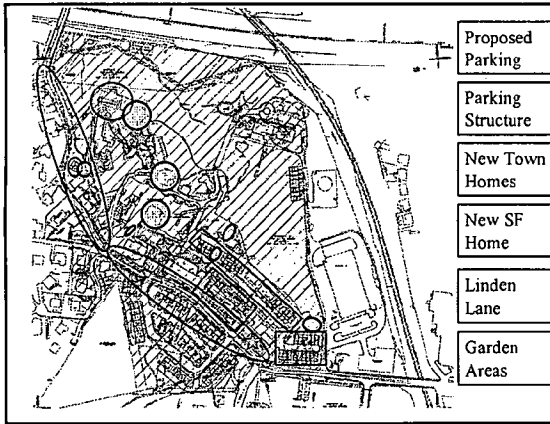 Proposed
Parking
Parking
Structure
New Town
Homes
New SF
Home
Linden
Lane
Garden
Areas